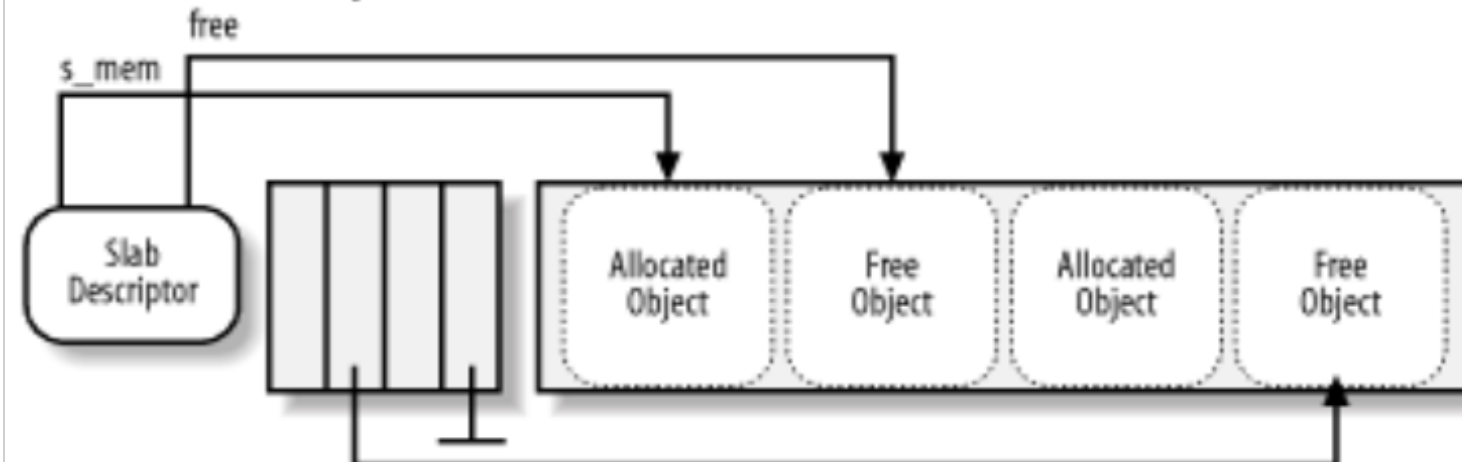 free
s_mem
Slab
Descriptor
Allocated
Object
Free
Object
Allocated
Object
Free
Object